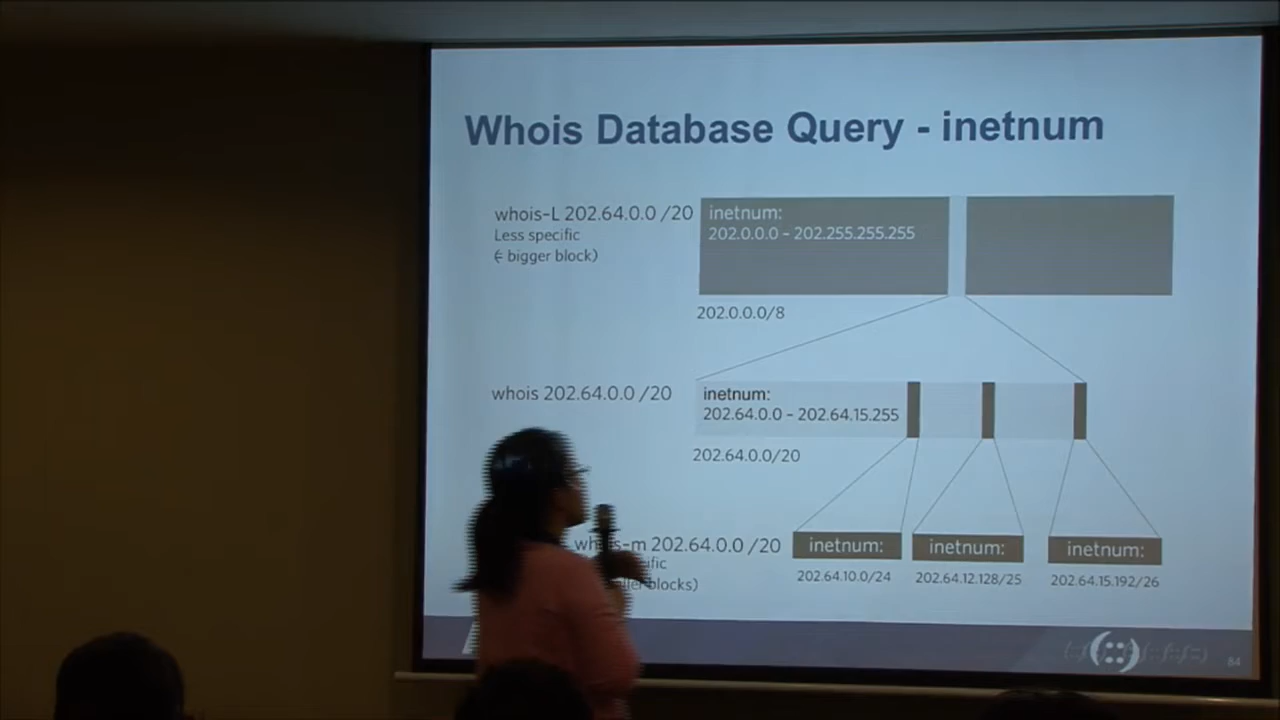 Whois Database Query - inetnum
whois-L 202.64.0.0 /20
Less specific
(← bigger block)
inetnum:
202.0.0.0 - 202.255.255.255
202.0.0.0/8
whois 202.64.0.0 /20
inetnum:
202.64.0.0 - 202.64.15.255
202.64.0.0/20
-m 202.64.0.0 /20
blocks)
inetnum:
inetnum:
inetnum:
202.64.10.0/24
202.64.12.128/25
202.64.15.192/26
84